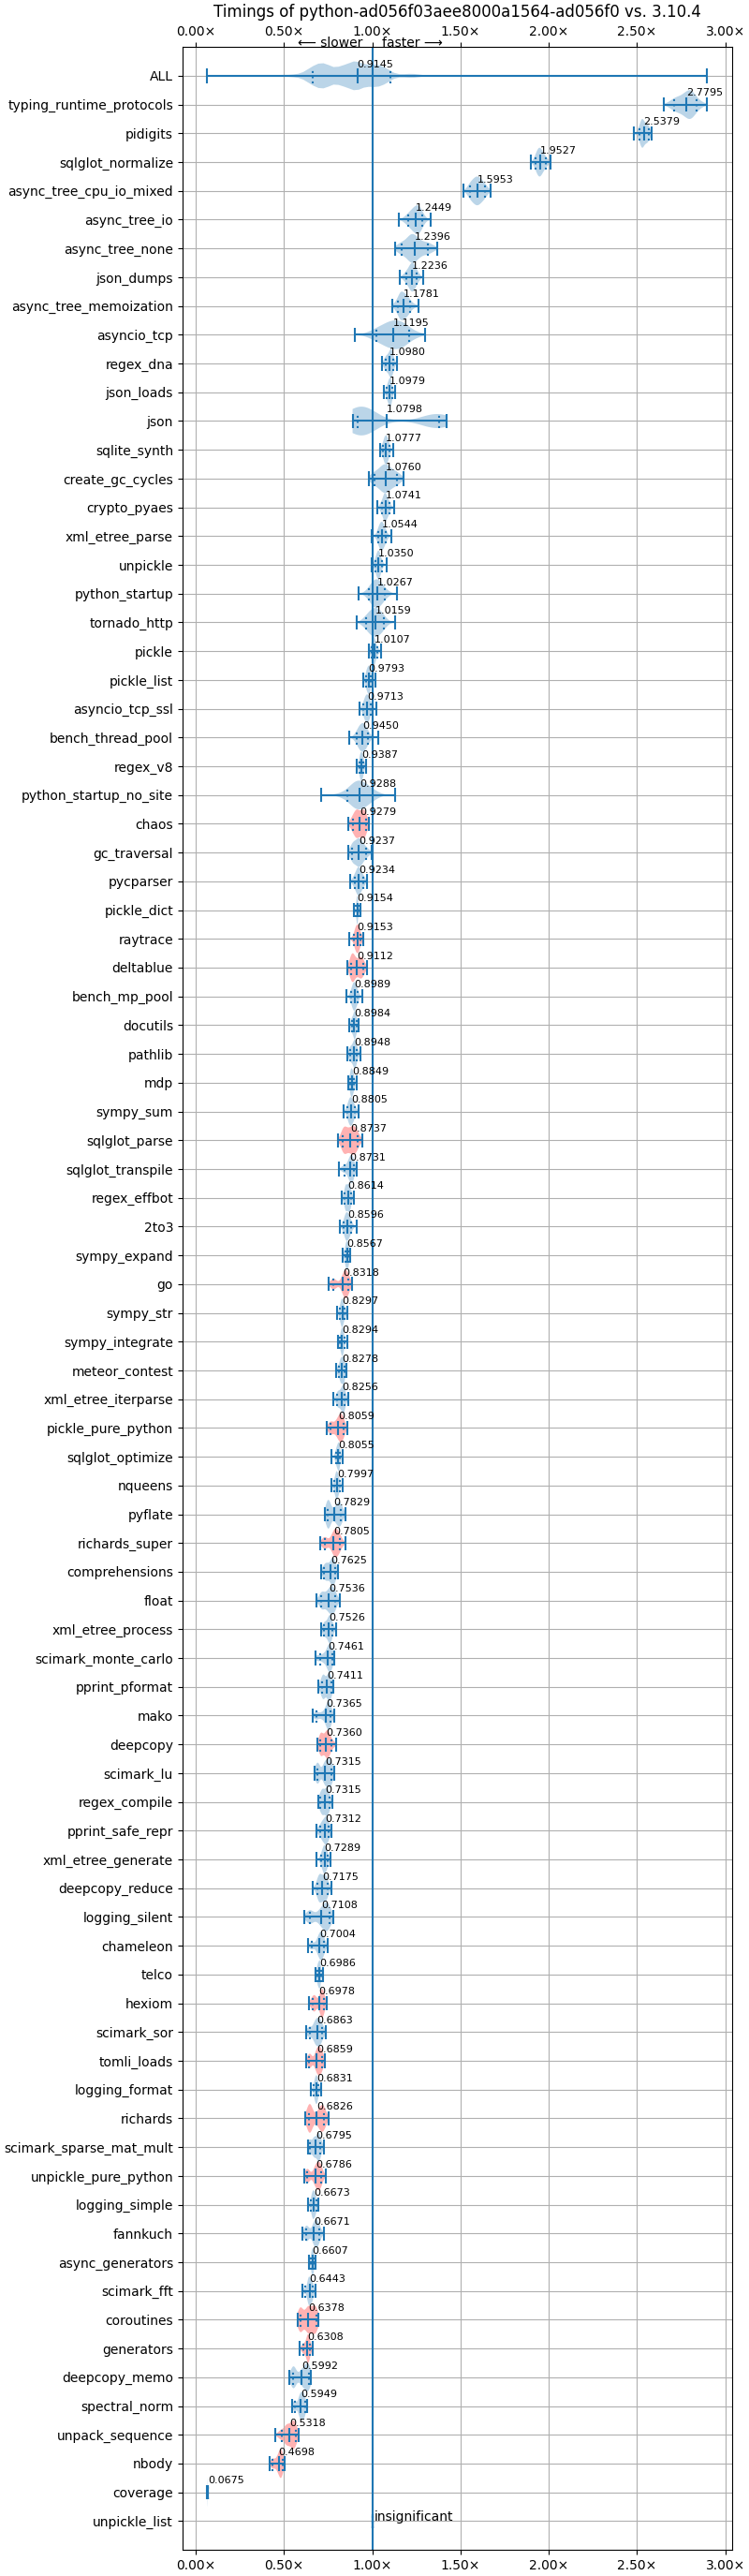 Timings of python-ad056f03aee8000a1564-ad056f0 vs. 3.10.4
0.00× 0.50× 1.00× 1.50× 2.00× 2.50× 3.00×
⟵ slower faster ⟶
ALL 0.9145
typing_runtime_protocols 2.7795
pidigits 2.5379
sqlglot_normalize 1.9527
async_tree_cpu_io_mixed 1.5953
async_tree_io 1.2449
async_tree_none 1.2396
json_dumps 1.2236
async_tree_memoization 1.1781
asyncio_tcp 1.1195
regex_dna 1.0980
json_loads 1.0979
json 1.0798
sqlite_synth 1.0777
create_gc_cycles 1.0760
crypto_pyaes 1.0741
xml_etree_parse 1.0544
unpickle 1.0350
python_startup 1.0267
tornado_http 1.0159
pickle 1.0107
pickle_list 0.9793
asyncio_tcp_ssl 0.9713
bench_thread_pool 0.9450
regex_v8 0.9387
python_startup_no_site 0.9288
chaos 0.9279
gc_traversal 0.9237
pycparser 0.9234
pickle_dict 0.9154
raytrace 0.9153
deltablue 0.9112
bench_mp_pool 0.8989
docutils 0.8984
pathlib 0.8948
mdp 0.8849
sympy_sum 0.8805
sqlglot_parse 0.8737
sqlglot_transpile 0.8731
regex_effbot 0.8614
2to3 0.8596
sympy_expand 0.8567
go 0.8318
sympy_str 0.8297
sympy_integrate 0.8294
meteor_contest 0.8278
xml_etree_iterparse 0.8256
pickle_pure_python 0.8059
sqlglot_optimize 0.8055
nqueens 0.7997
pyflate 0.7829
richards_super 0.7805
comprehensions 0.7625
float 0.7536
xml_etree_process 0.7526
scimark_monte_carlo 0.7461
pprint_pformat 0.7411
mako 0.7365
deepcopy 0.7360
scimark_lu 0.7315
regex_compile 0.7315
pprint_safe_repr 0.7312
xml_etree_generate 0.7289
deepcopy_reduce 0.7175
logging_silent 0.7108
chameleon 0.7004
telco 0.6986
hexiom 0.6978
scimark_sor 0.6863
tomli_loads 0.6859
logging_format 0.6831
richards 0.6826
scimark_sparse_mat_mult 0.6795
unpickle_pure_python 0.6786
logging_simple 0.6673
fannkuch 0.6671
async_generators 0.6607
scimark_fft 0.6443
coroutines 0.6378
generators 0.6308
deepcopy_memo 0.5992
spectral_norm 0.5949
unpack_sequence 0.5318
nbody 0.4698
coverage 0.0675
unpickle_list insignificant
0.00× 0.50× 1.00× 1.50× 2.00× 2.50× 3.00×